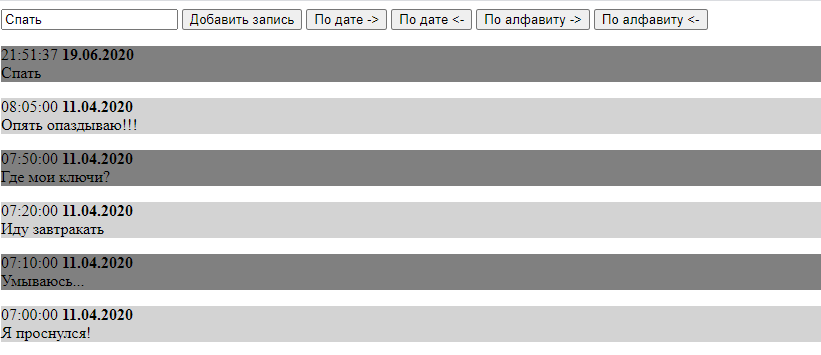 Спать Добавить запись По дате -> По дате <- По алфавиту -> По алфавиту <-
21:51:37 19.06.2020
Спать
08:05:00 11.04.2020
Опять опаздываю!!!
07:50:00 11.04.2020
Где мои ключи?
07:20:00 11.04.2020
Иду завтракать
07:10:00 11.04.2020
Умываюсь...
07:00:00 11.04.2020
Я проснулся!